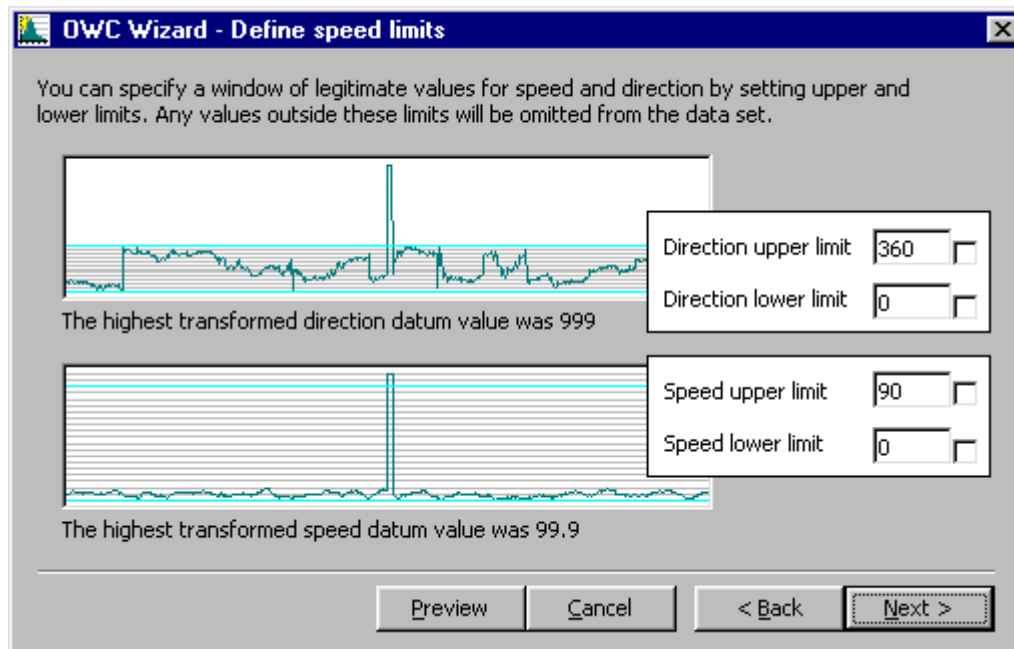 OWC Wizard - Define speed limits
You can specify a window of legitimate values for speed and direction by setting upper and
lower limits. Any values outside these limits will be omitted from the data set.
Direction upper limit 360
Direction lower limit 0
The highest transformed direction datum value was 999
Speed upper limit 90
Speed lower limit 0
The highest transformed speed datum value was 99.9
Preview Cancel < Back Next >